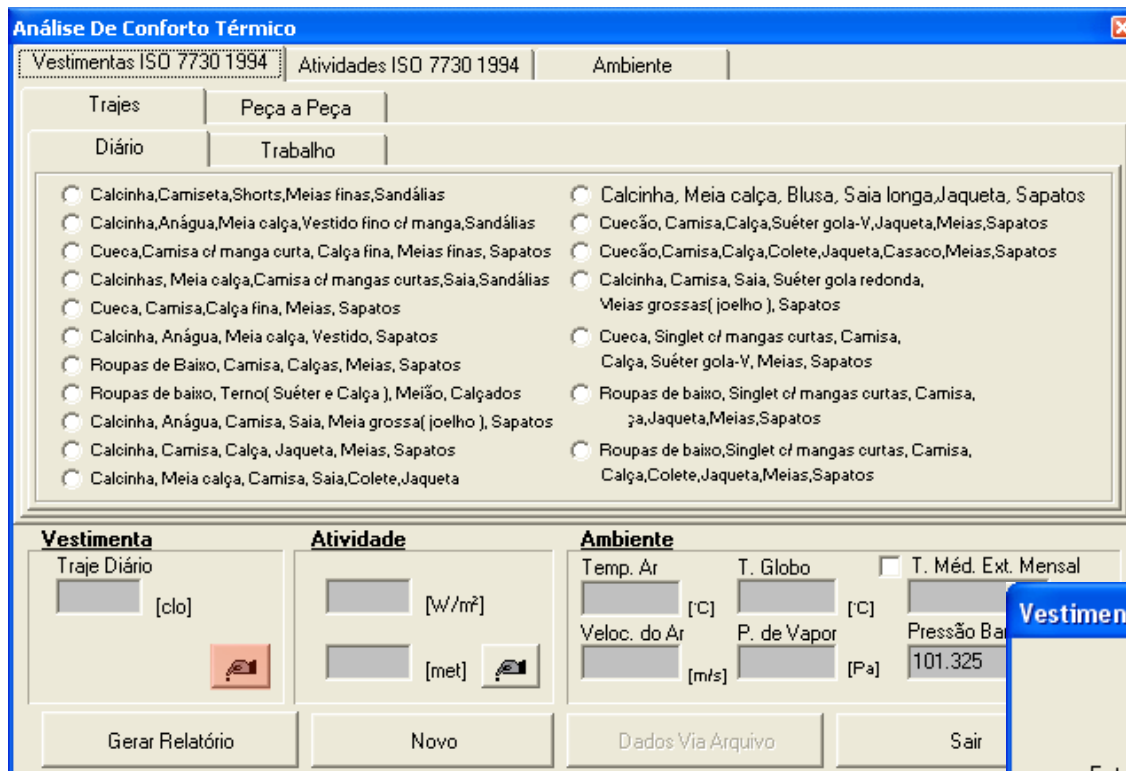 Análise De Conforto Térmico
Vestimentas ISO 7730 1994
Atividades ISO 7730 1994
Ambiente
Trajes
Peça a Peça
Diário
Trabalho
Calcinha,Camiseta,Shorts,Meias finas,Sandálias
Calcinha,Anágua,Meia calça,Vestido fino c/ manga,Sandálias
Cueca,Camisa c/ manga curta, Calça fina, Meias finas, Sapatos
Calcinhas, Meia calça,Camisa c/ mangas curtas,Saia,Sandálias
Cueca, Camisa,Calça fina, Meias, Sapatos
Calcinha, Anágua, Meia calça, Vestido, Sapatos
Roupas de Baixo, Camisa, Calças, Meias, Sapatos
Roupas de baixo, Terno( Suéter e Calça ), Meião, Calçados
Calcinha, Anágua, Camisa, Saia, Meia grossa( joelho ), Sapatos
Calcinha, Camisa, Calça, Jaqueta, Meias, Sapatos
Calcinha, Meia calça, Camisa, Saia,Colete,Jaqueta
Calcinha, Meia calça, Blusa, Saia longa,Jaqueta, Sapatos
Cuecão, Camisa,Calça,Suéter gola-V,Jaqueta,Meias,Sapatos
Cuecão,Camisa,Calça,Colete,Jaqueta,Casaco,Meias,Sapatos
Calcinha, Camisa, Saia, Suéter gola redonda,
Meias grossas( joelho ), Sapatos
Cueca, Singlet c/ mangas curtas, Camisa,
Calça, Suéter gola-V, Meias, Sapatos
Roupas de baixo, Singlet c/ mangas curtas, Camisa,
ça,Jaqueta,Meias,Sapatos
Roupas de baixo,Singlet c/ mangas curtas, Camisa,
Calça,Colete,Jaqueta,Meias,Sapatos
Vestimenta
Traje Diário
[clo]
Atividade
[W/m²]
[met]
Ambiente
Temp. Ar
[°C]
T. Globo
[°C]
T. Méd. Ext. Mensal
Veloc. do Ar
[m/s]
P. de Vapor
[Pa]
Pressão Ba
101.325
Vestimen
Gerar Relatório
Novo
Dados Via Arquivo
Sair